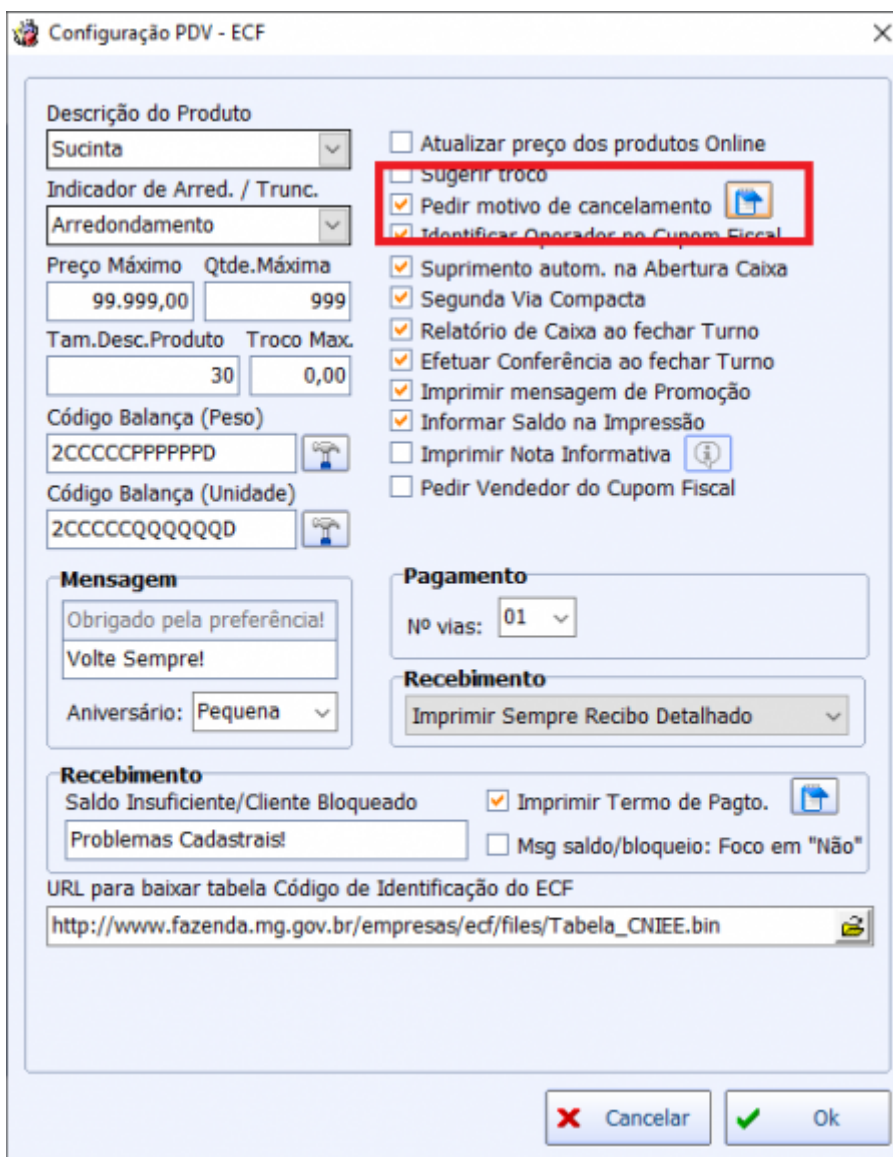 Configuração PDV - ECF
Descrição do Produto
Sucinta
Indicador de Arred. / Trunc.
Arredondamento
Preço Máximo Qtde.Máxima
99.999,00 999
Tam.Desc.Produto Troco Max.
30 0,00
Código Balança (Peso)
2CCCCCPPPPPPD
Código Balança (Unidade)
2CCCCCQQQQQQD
Atualizar preço dos produtos Online
Sugerir troco
Pedir motivo de cancelamento
Identificar Operador no Cupom Fiscal
Suprimento autom. na Abertura Caixa
Segunda Via Compacta
Relatório de Caixa ao fechar Turno
Efetuar Conferência ao fechar Turno
Imprimir mensagem de Promoção
Informar Saldo na Impressão
Imprimir Nota Informativa
Pedir Vendedor do Cupom Fiscal
Mensagem
Obrigado pela preferência!
Volte Sempre!
Aniversário: Pequena
Pagamento
Nº vias: 01
Recebimento
Imprimir Sempre Recibo Detalhado
Recebimento
Saldo Insuficiente/Cliente Bloqueado
Problemas Cadastrais!
Imprimir Termo de Pagto.
Msg saldo/bloqueio: Foco em "Não"
URL para baixar tabela Código de Identificação do ECF
http://www.fazenda.mg.gov.br/empresas/ecf/files/Tabela_CNIEE.bin
Cancelar Ok